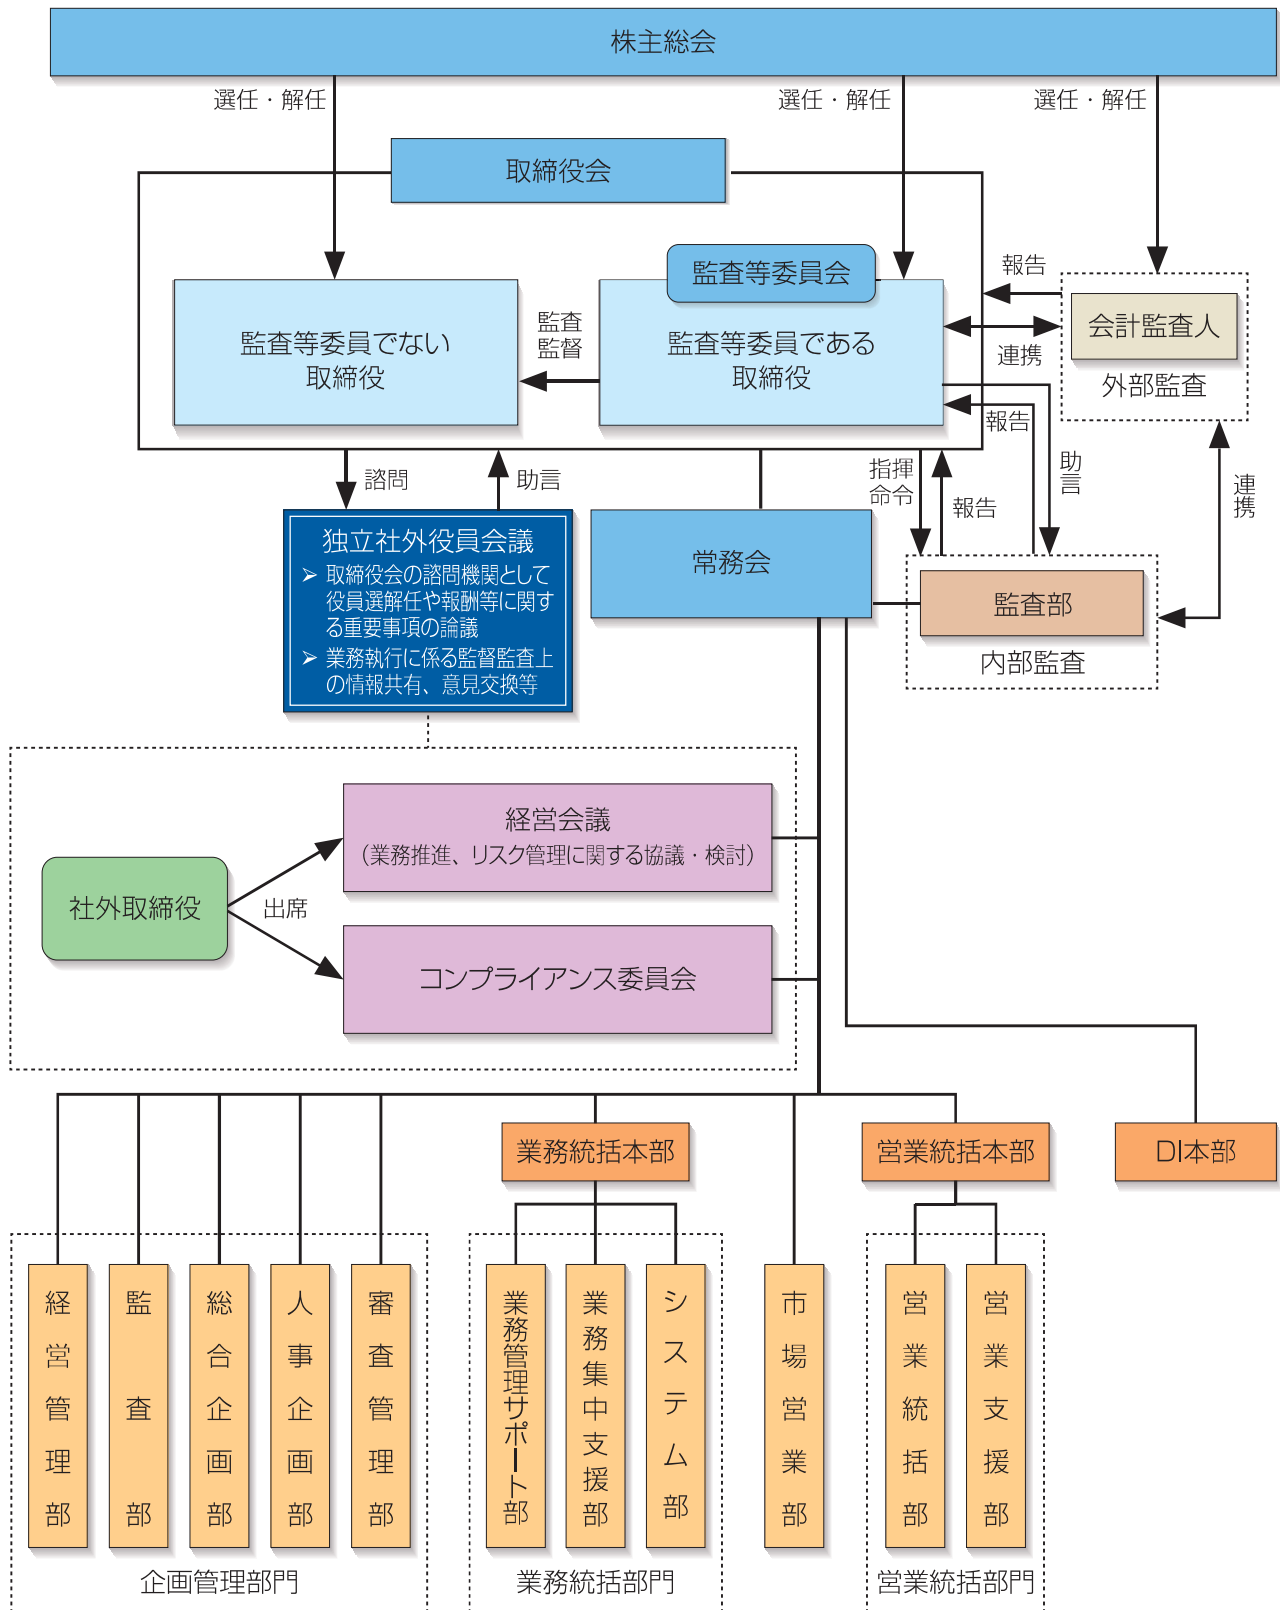 株主総会
選任・解任
選任・解任
選任・解任
取締役会
監査等委員会
報告
会計監査人
外部監査
連携
監査等委員でない
取締役
監査
監督
監査等委員である
取締役
報告
助言
連携
諮問
助言
指揮
命令
報告
独立社外役員会議
➢ 取締役会の諮問機関として
役員選解任や報酬等に関す
る重要事項の論議
➢ 業務執行に係る監督監査上
の情報共有、意見交換等
常務会
監査部
内部監査
経営会議
（業務推進、リスク管理に関する協議・検討）
社外取締役
出席
コンプライアンス委員会
業務統括本部
営業統括本部
DI本部
経営管理部
監査部
総合企画部
人事企画部
審査管理部
業務管理サポート部
業務集中支援部
システム部
市場営業部
営業統括部
営業支援部
企画管理部門
業務統括部門
営業統括部門